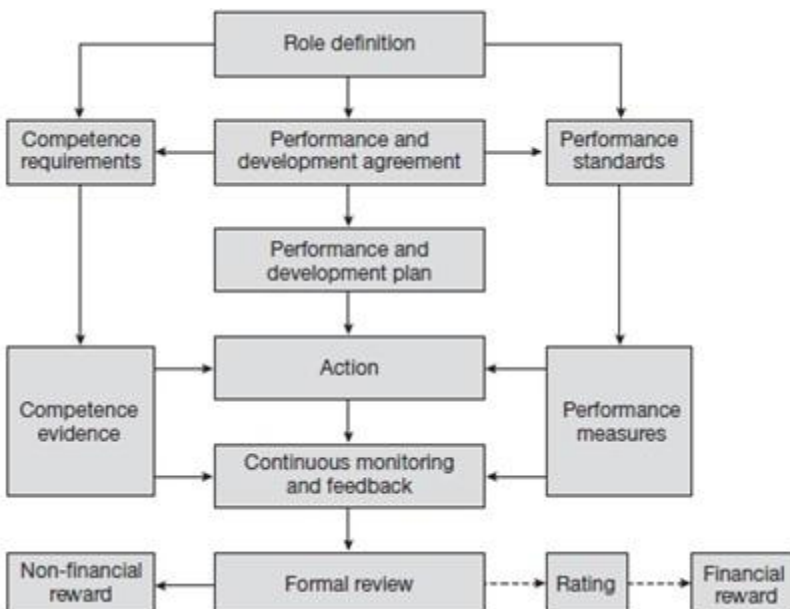 Role definition
Competence
requirements
Performance and
development agreement
Performance
standards
Performance and
development plan
Action
Competence
evidence
Performance
measures
Continuous monitoring
and feedback
Non-financial
reward
Formal review
Rating
Financial
reward